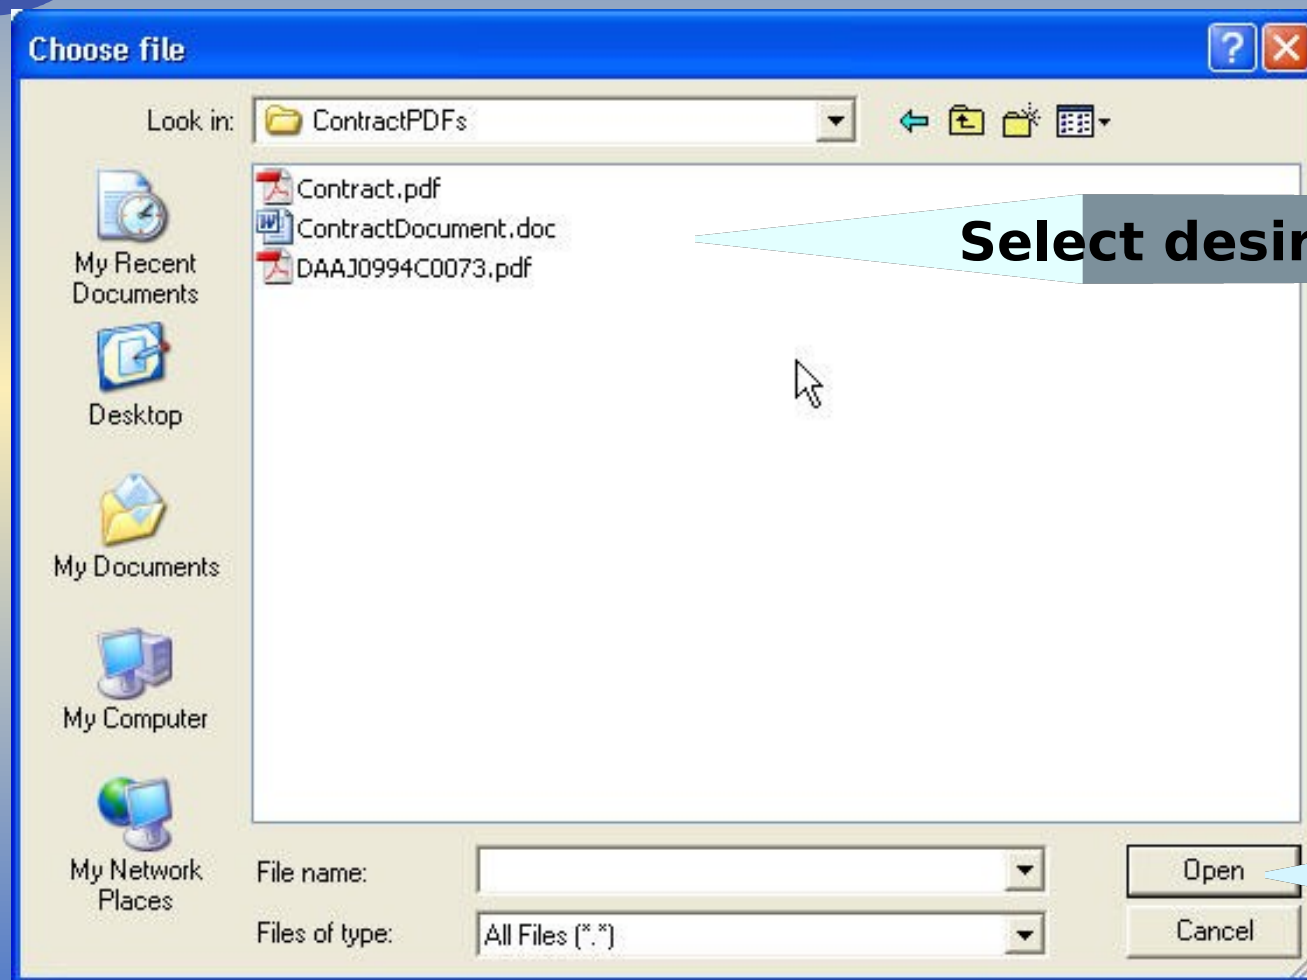 Choose file
Look in: ContractPDFs
Contract.pdf
ContractDocument.doc
DAAJ0994C0073.pdf
Select desir
My Recent
Documents
Desktop
My Documents
My Computer
My Network
Places
File name:
Open
Files of type: All Files (*.*)
Cancel